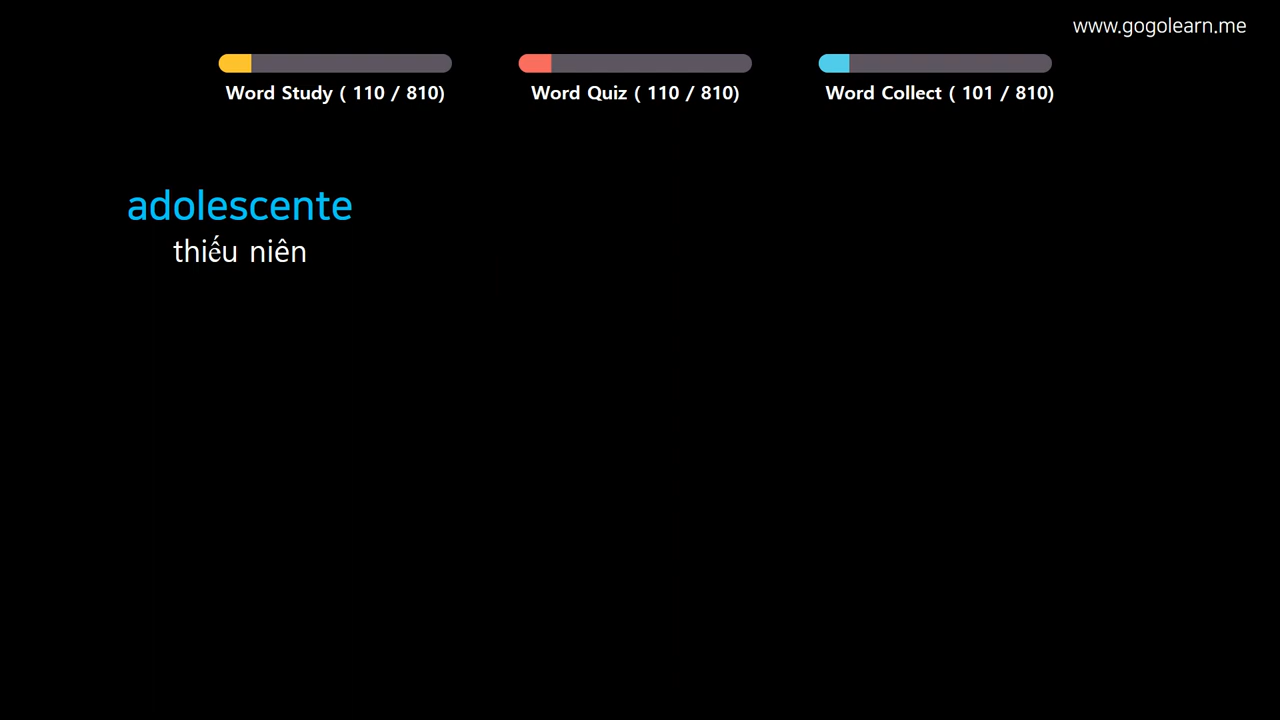 www.gogolearn.me
Word Study ( 110 / 810)
Word Quiz ( 110 / 810)
Word Collect ( 101 / 810)
adolescente
thiếu niên